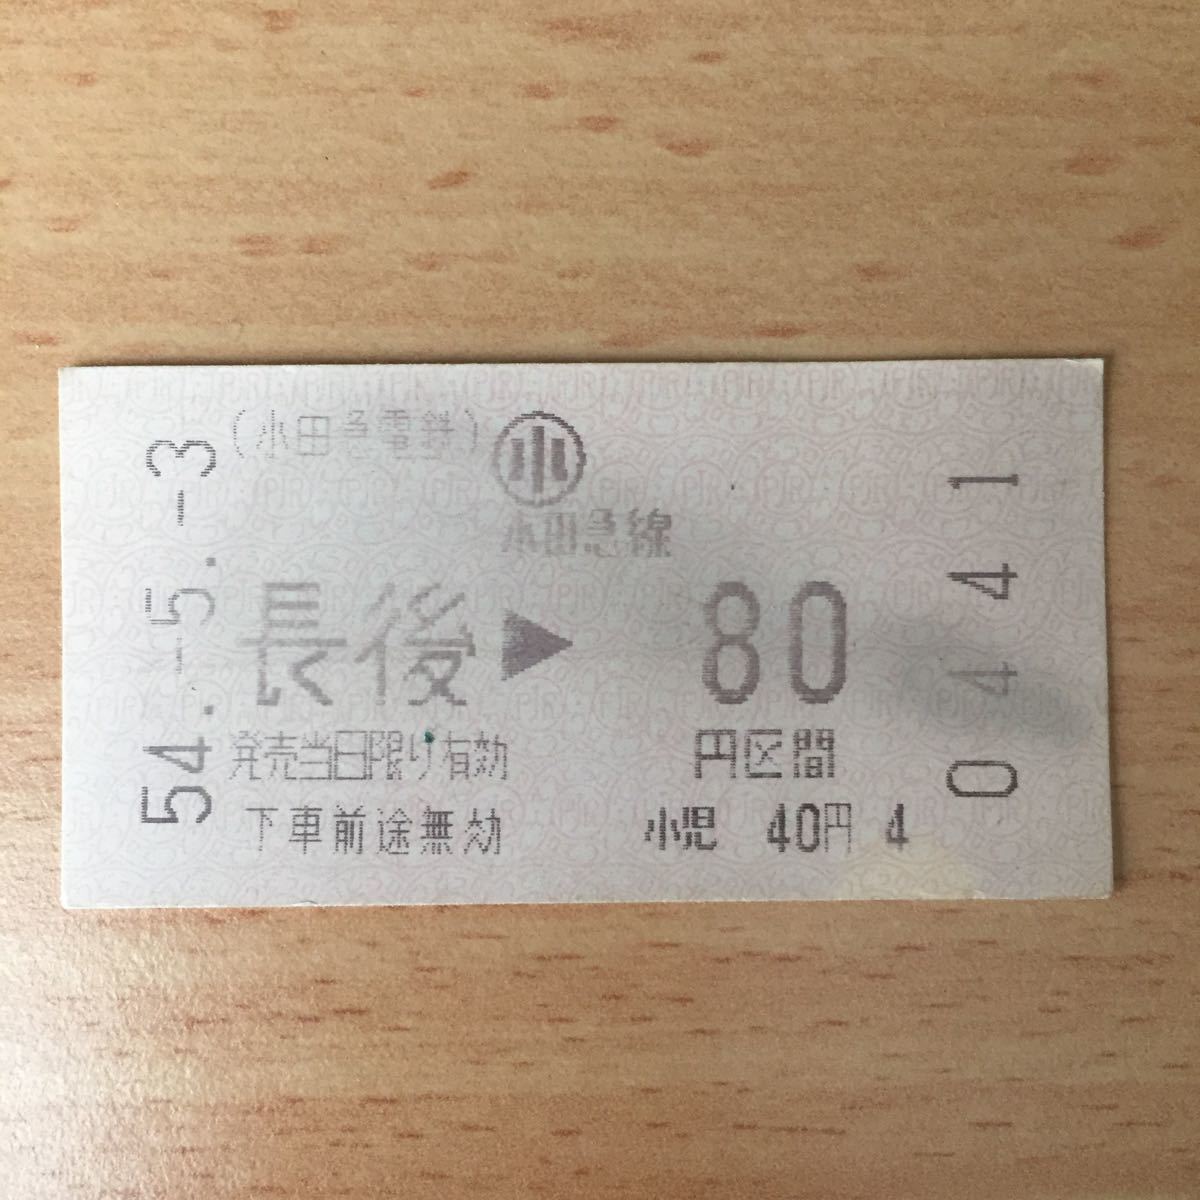 54.-5.-3
(小田急電鉄)
小
小田急線
長後▶ 80
発売当日限り有効 円区間
下車前途無効 小児 40円 4
0441